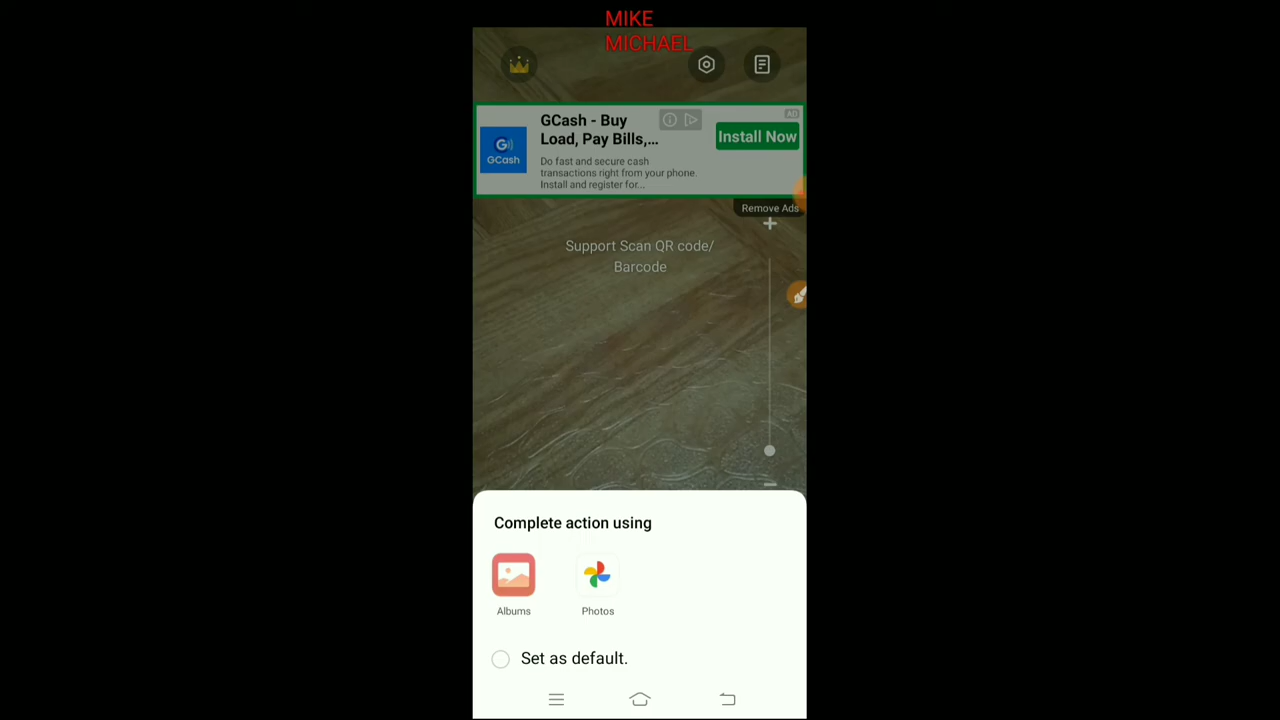 MIKE
MICHAEL
GCash - Buy
Load, Pay Bills,...
AD
Install Now
G
GCash
Do fast and secure cash
transactions right from your phone.
Install and register for...
Remove Ads
Support Scan QR code/
Barcode
Complete action using
Albums
Photos
Set as default.